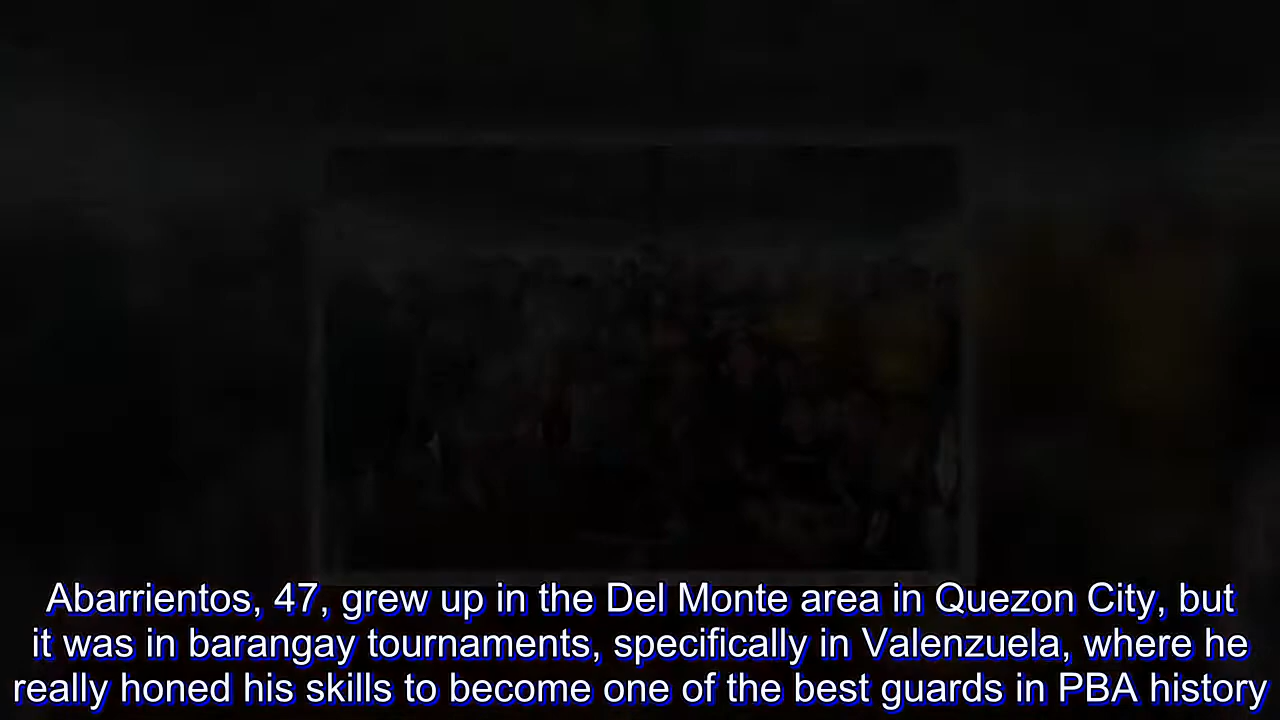 Abarrientos, 47, grew up in the Del Monte area in Quezon City, but
it was in barangay tournaments, specifically in Valenzuela, where he
really honed his skills to become one of the best guards in PBA history